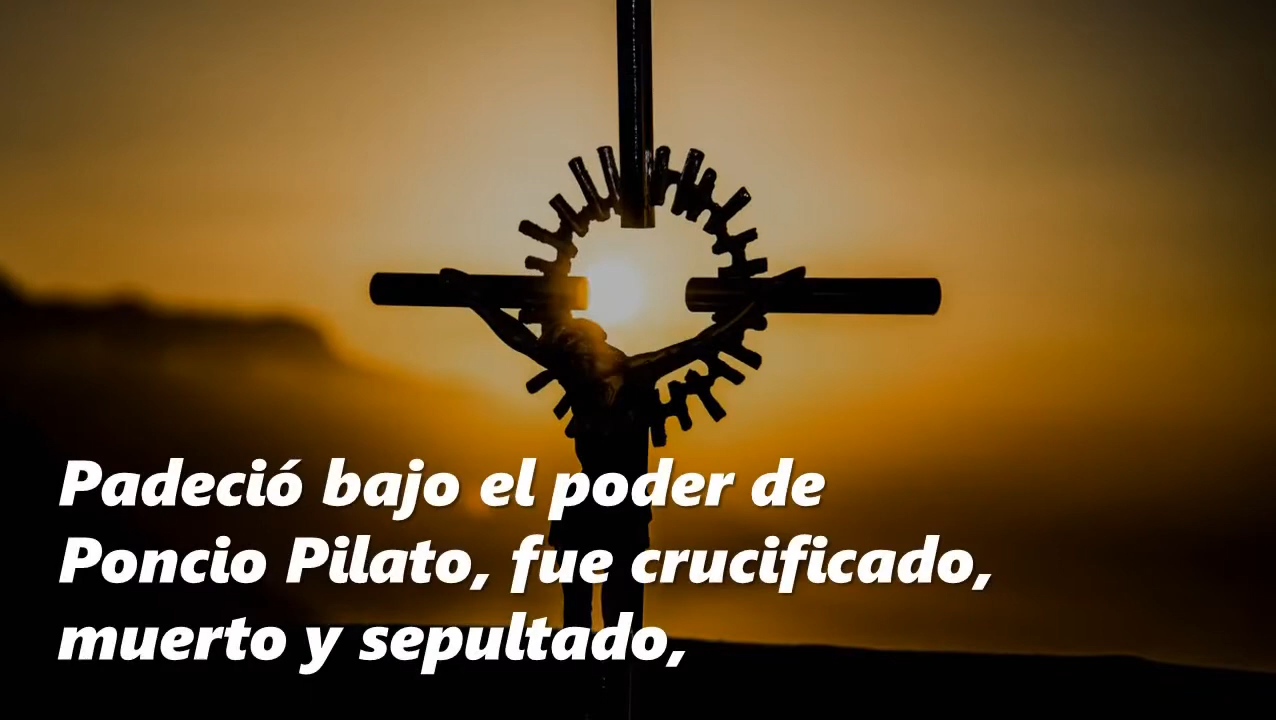 Padeció bajo el poder de
Poncio Pilato, fue crucificado,
muerto y sepultado,